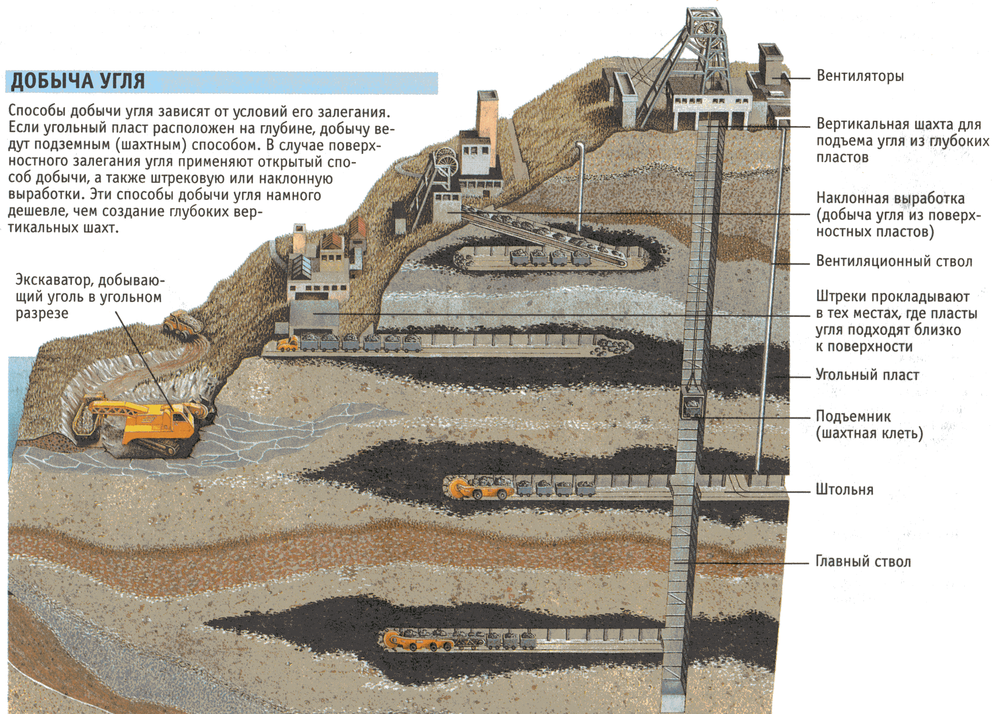 ДОБЫЧА УГЛЯ
Способы добычи угля зависят от условий его залегания.
Если угольный пласт расположен на глубине, добычу ве-
дут подземным (шахтным) способом. В случае поверх-
ностного залегания угля применяют открытый спо-
соб добычи, а также штрековую или наклонную
выработки. Эти способы добычи угля намного
дешевле, чем создание глубоких вер-
тикальных шахт.
Экскаватор, добываю-
щий уголь в угольном
разрезе
Вентиляторы
Вертикальная шахта для
подъема угля из глубоких
пластов
Наклонная выработка
(добыча угля из поверх-
ностных пластов)
Вентиляционный ствол
Штреки прокладывают
в тех местах, где пласты
угля подходят близко
к поверхности
Угольный пласт
Подъемник
(шахтная клеть)
Штольня
Главный ствол